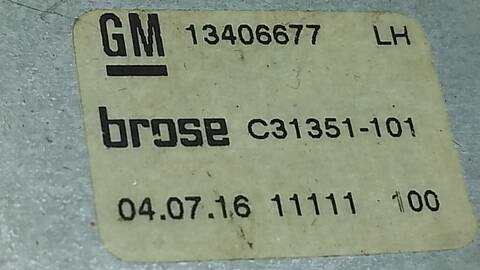 GM 13406677 LH
brose C31351-101
04.07.16 11111 100